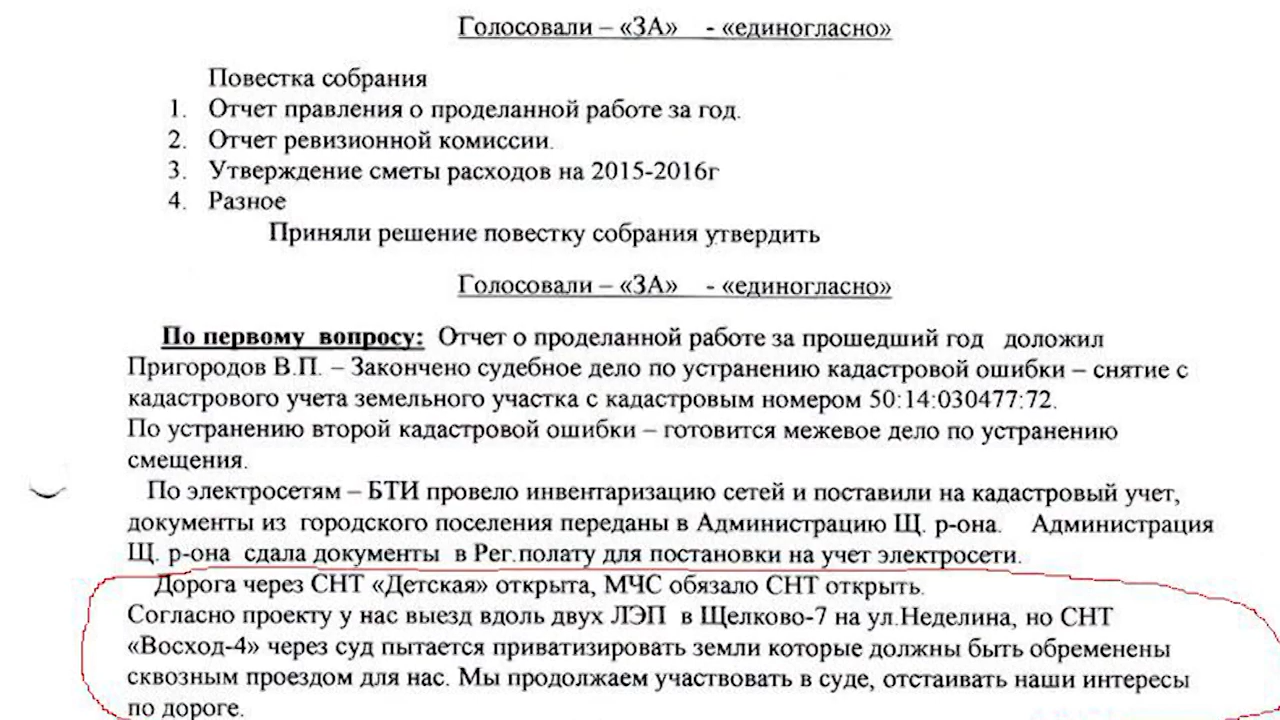 Голосовали – «ЗА» - «единогласно»
Повестка собрания
1. Отчет правления о проделанной работе за год.
2. Отчет ревизионной комиссии.
3. Утверждение сметы расходов на 2015-2016г
4. Разное
Приняли решение повестку собрания утвердить
Голосовали – «ЗА» - «единогласно»
По первому вопросу: Отчет о проделанной работе за прошедший год доложил
Пригородов В.П. – Закончено судебное дело по устранению кадастровой ошибки – снятие с
кадастрового учета земельного участка с кадастровым номером 50:14:030477:72.
По устранению второй кадастровой ошибки – готовится межевое дело по устранению
смещения.
По электросетям – БТИ провело инвентаризацию сетей и поставили на кадастровый учет,
документы из городского поселения переданы в Администрацию Щ. р-она. Администрация
Щ. р-она сдала документы в Рег.полату для постановки на учет электросети.
Дорога через СНТ «Детская» открыта, МЧС обязало СНТ открыть.
Согласно проекту у нас выезд вдоль двух ЛЭП в Щелково-7 на ул.Неделина, но СНТ
«Восход-4» через суд пытается приватизировать земли которые должны быть обременены
сквозным проездом для нас. Мы продолжаем участвовать в суде, отстаивать наши интересы
по дороге.